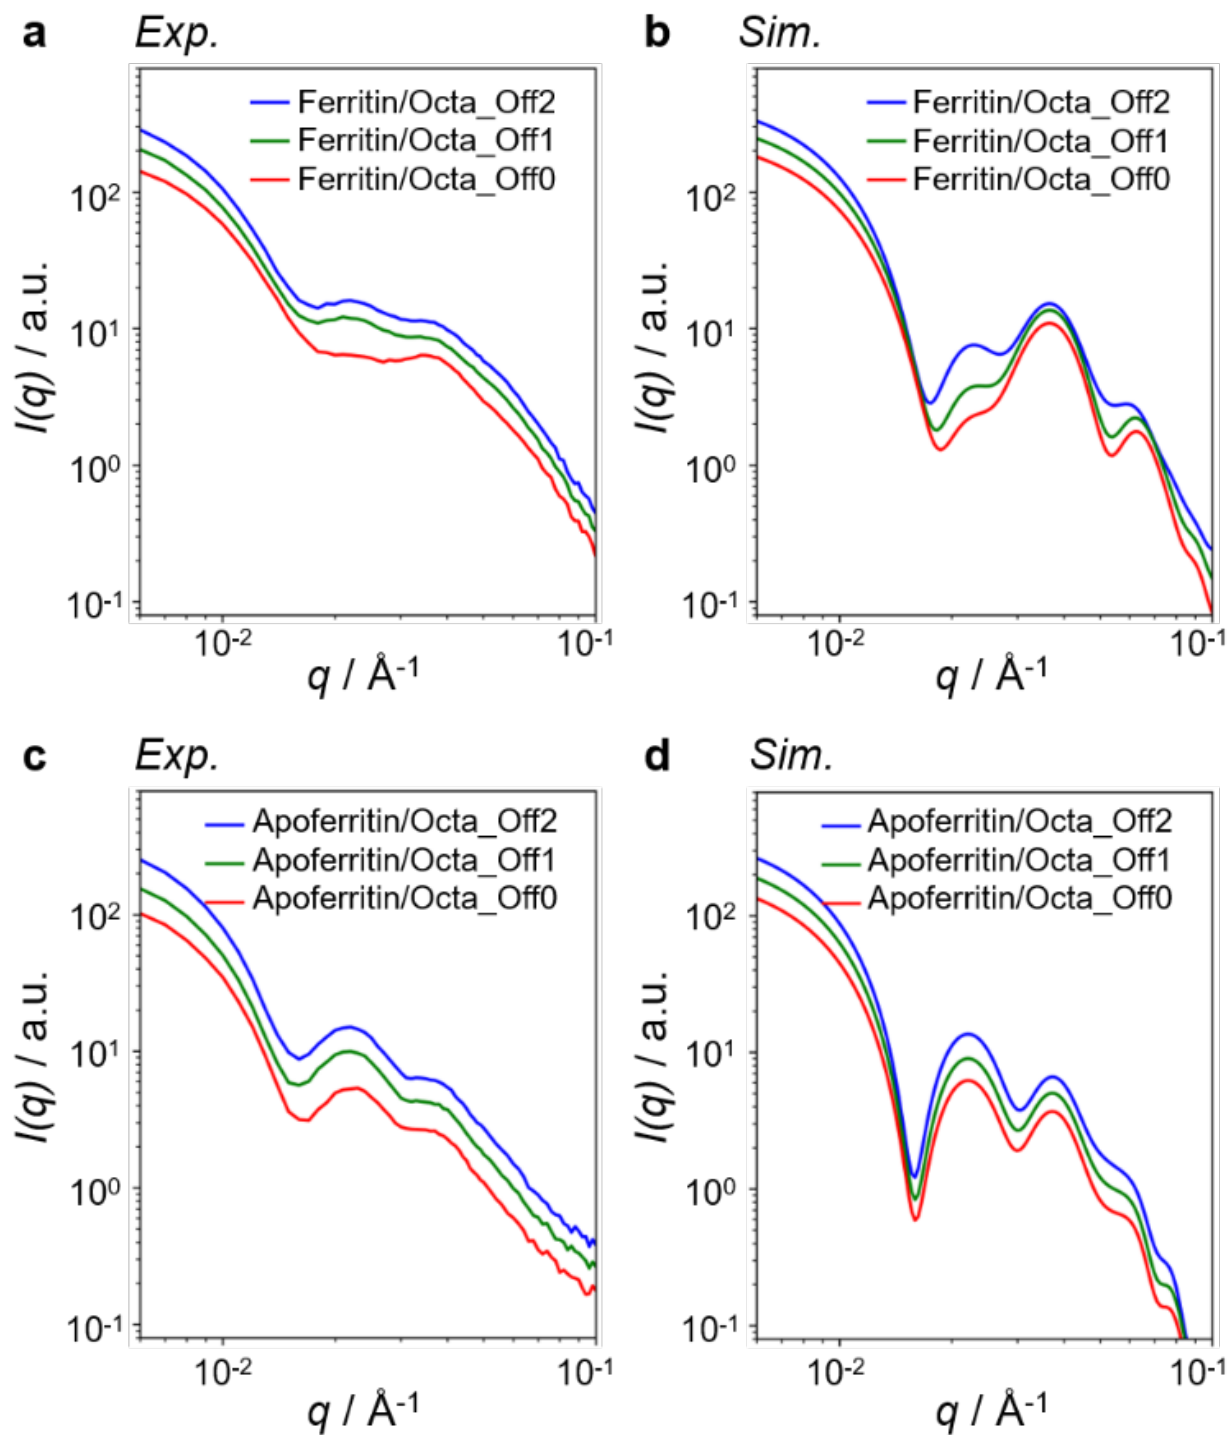 a Exp.
Ferritin/Octa_Off2
Ferritin/Octa_Off1
Ferritin/Octa_Off0
10²
10¹
10⁰
10⁻¹
I(q) / a.u.
10⁻² 10⁻¹
q / Å⁻¹
b Sim.
Ferritin/Octa_Off2
Ferritin/Octa_Off1
Ferritin/Octa_Off0
10²
10¹
10⁰
10⁻¹
I(q) / a.u.
10⁻² 10⁻¹
q / Å⁻¹
c Exp.
Apoferritin/Octa_Off2
Apoferritin/Octa_Off1
Apoferritin/Octa_Off0
10²
10¹
10⁰
10⁻¹
I(q) / a.u.
10⁻² 10⁻¹
q / Å⁻¹
d Sim.
Apoferritin/Octa_Off2
Apoferritin/Octa_Off1
Apoferritin/Octa_Off0
10²
10¹
10⁰
10⁻¹
I(q) / a.u.
10⁻² 10⁻¹
q / Å⁻¹